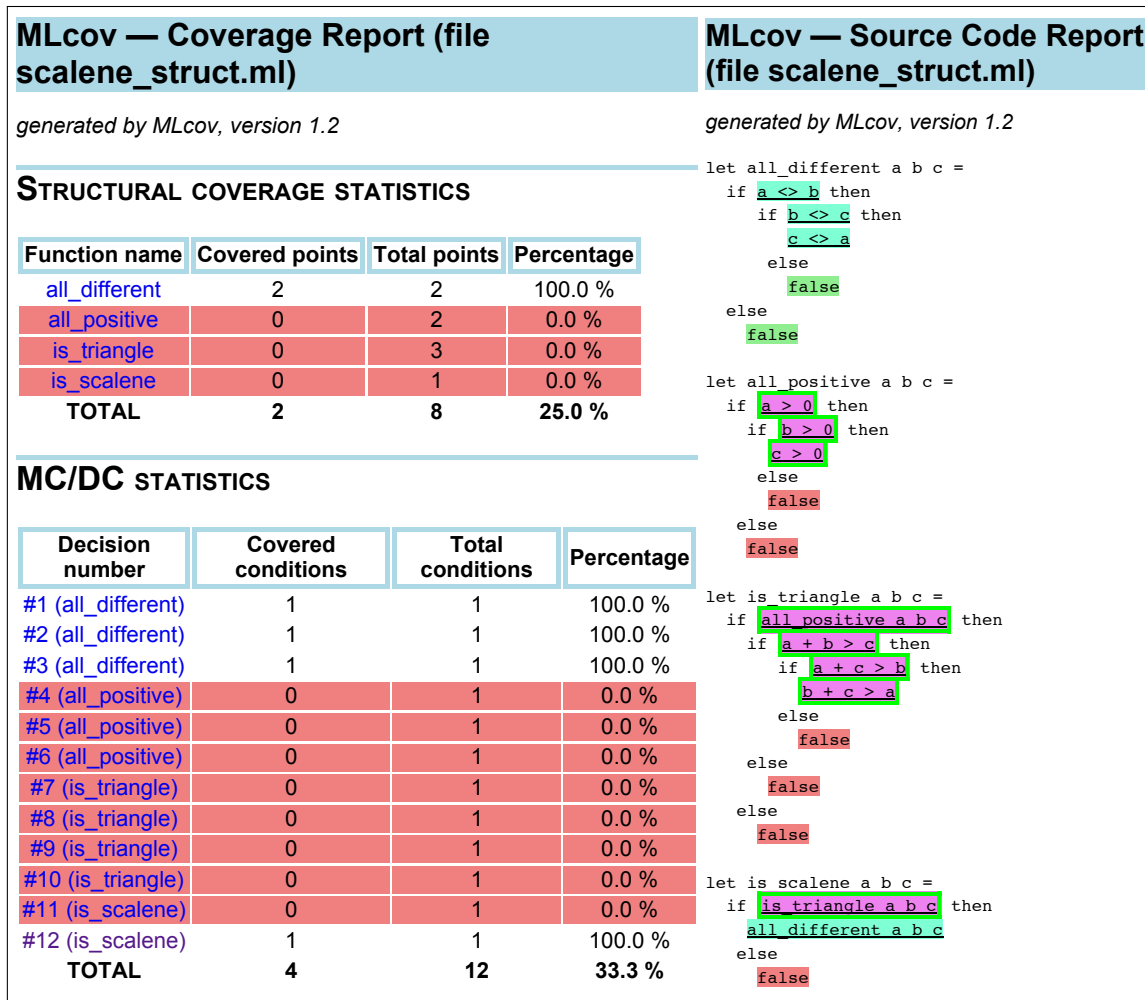 MLcov — Coverage Report (file
scalene_struct.ml)
generated by MLcov, version 1.2
STRUCTURAL COVERAGE STATISTICS
Function name Covered points Total points Percentage
all_different 2 2 100.0 %
all_positive 0 2 0.0 %
is_triangle 0 3 0.0 %
is_scalene 0 1 0.0 %
TOTAL 2 8 25.0 %
MC/DC STATISTICS
Decision number Covered conditions Total conditions Percentage
#1 (all_different) 1 1 100.0 %
#2 (all_different) 1 1 100.0 %
#3 (all_different) 1 1 100.0 %
#4 (all_positive) 0 1 0.0 %
#5 (all_positive) 0 1 0.0 %
#6 (all_positive) 0 1 0.0 %
#7 (is_triangle) 0 1 0.0 %
#8 (is_triangle) 0 1 0.0 %
#9 (is_triangle) 0 1 0.0 %
#10 (is_triangle) 0 1 0.0 %
#11 (is_scalene) 0 1 0.0 %
#12 (is_scalene) 1 1 100.0 %
TOTAL 4 12 33.3 %
MLcov — Source Code Report
(file scalene_struct.ml)
generated by MLcov, version 1.2
let all_different a b c =
if a <> b then
if b <> c then
c <> a
else
false
else
false
let all_positive a b c =
if a > 0 then
if b > 0 then
c > 0
else
false
else
false
let is_triangle a b c =
if all_positive a b c then
if a + b > c then
if a + c > b then
b + c > a
else
false
else
false
else
false
let is_scalene a b c =
if is_triangle a b c then
all_different a b c
else
false